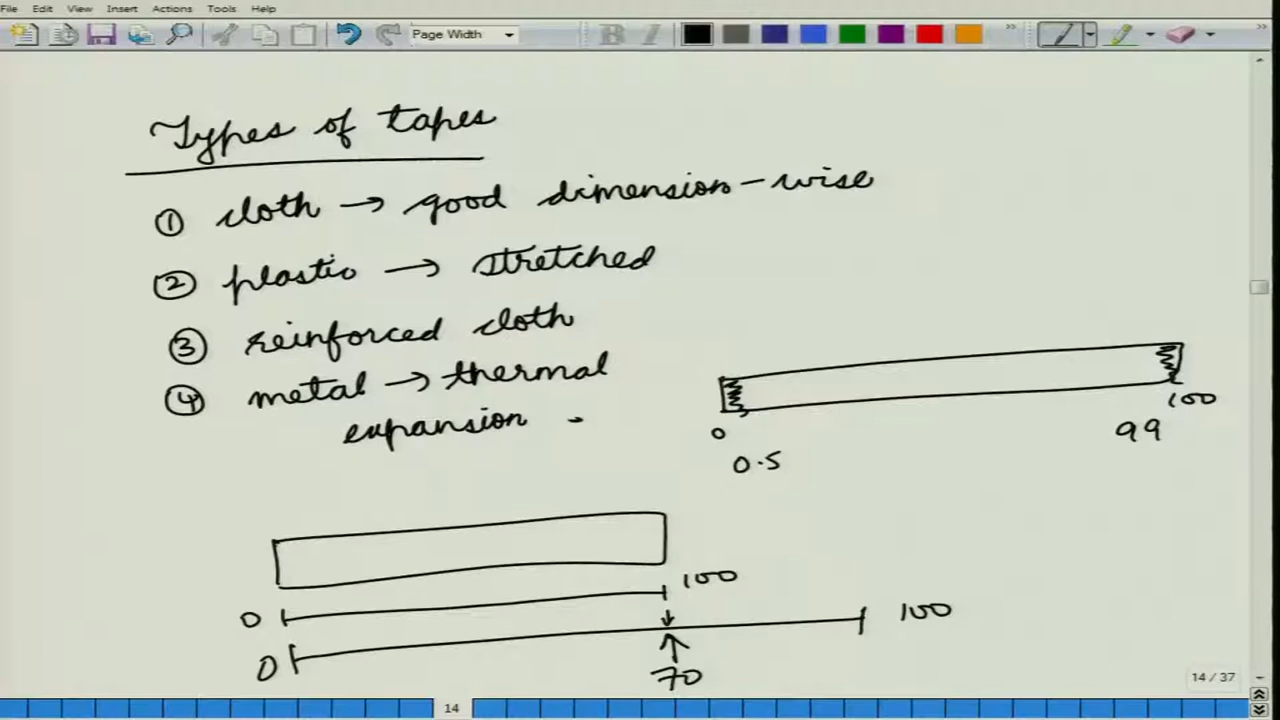 File Edit View Insert Actions Tools Help
Page Width B I
Types of tapes
① cloth → good dimension-wise
② plastic → stretched
③ reinforced cloth
④ metal → thermal
expansion -
0 100
0.5 99
0 100
0 100
70
14 / 37
14